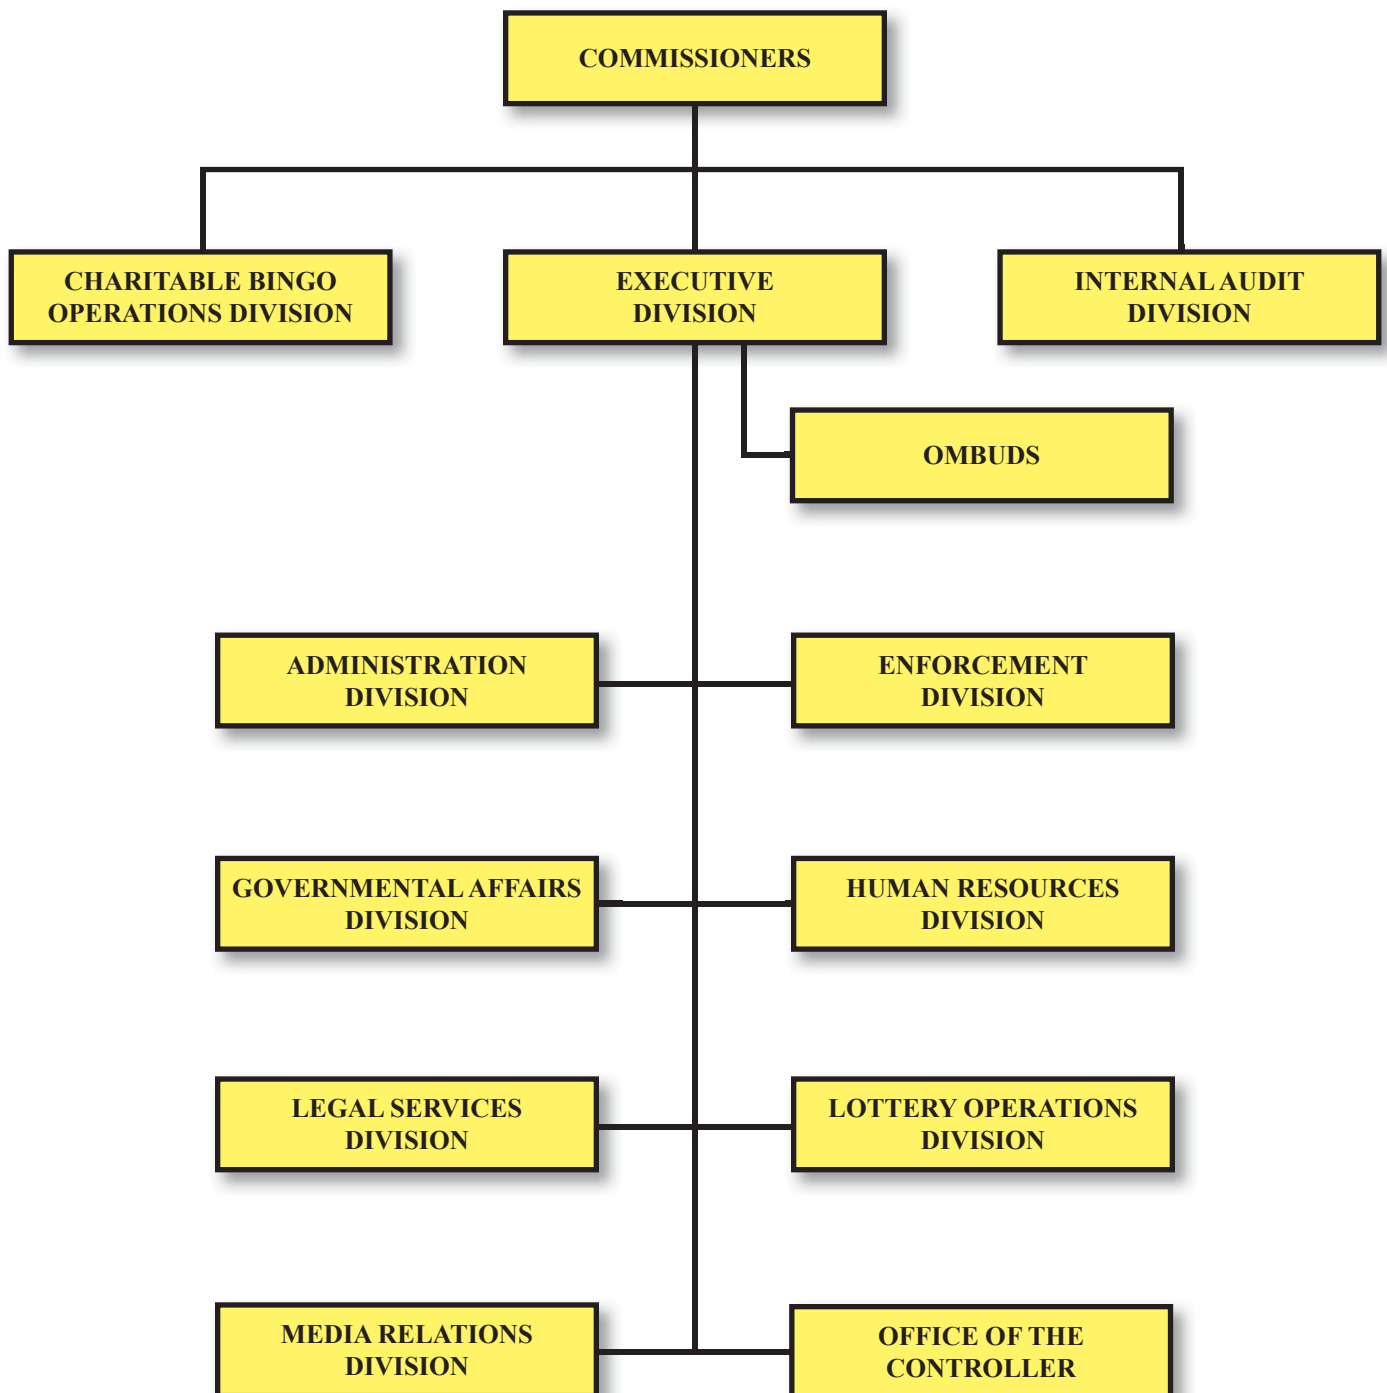 COMMISSIONERS
CHARITABLE BINGO
OPERATIONS DIVISION
EXECUTIVE
DIVISION
INTERNAL AUDIT
DIVISION
OMBUDS
ADMINISTRATION
DIVISION
ENFORCEMENT
DIVISION
GOVERNMENTAL AFFAIRS
DIVISION
HUMAN RESOURCES
DIVISION
LEGAL SERVICES
DIVISION
LOTTERY OPERATIONS
DIVISION
MEDIA RELATIONS
DIVISION
OFFICE OF THE
CONTROLLER